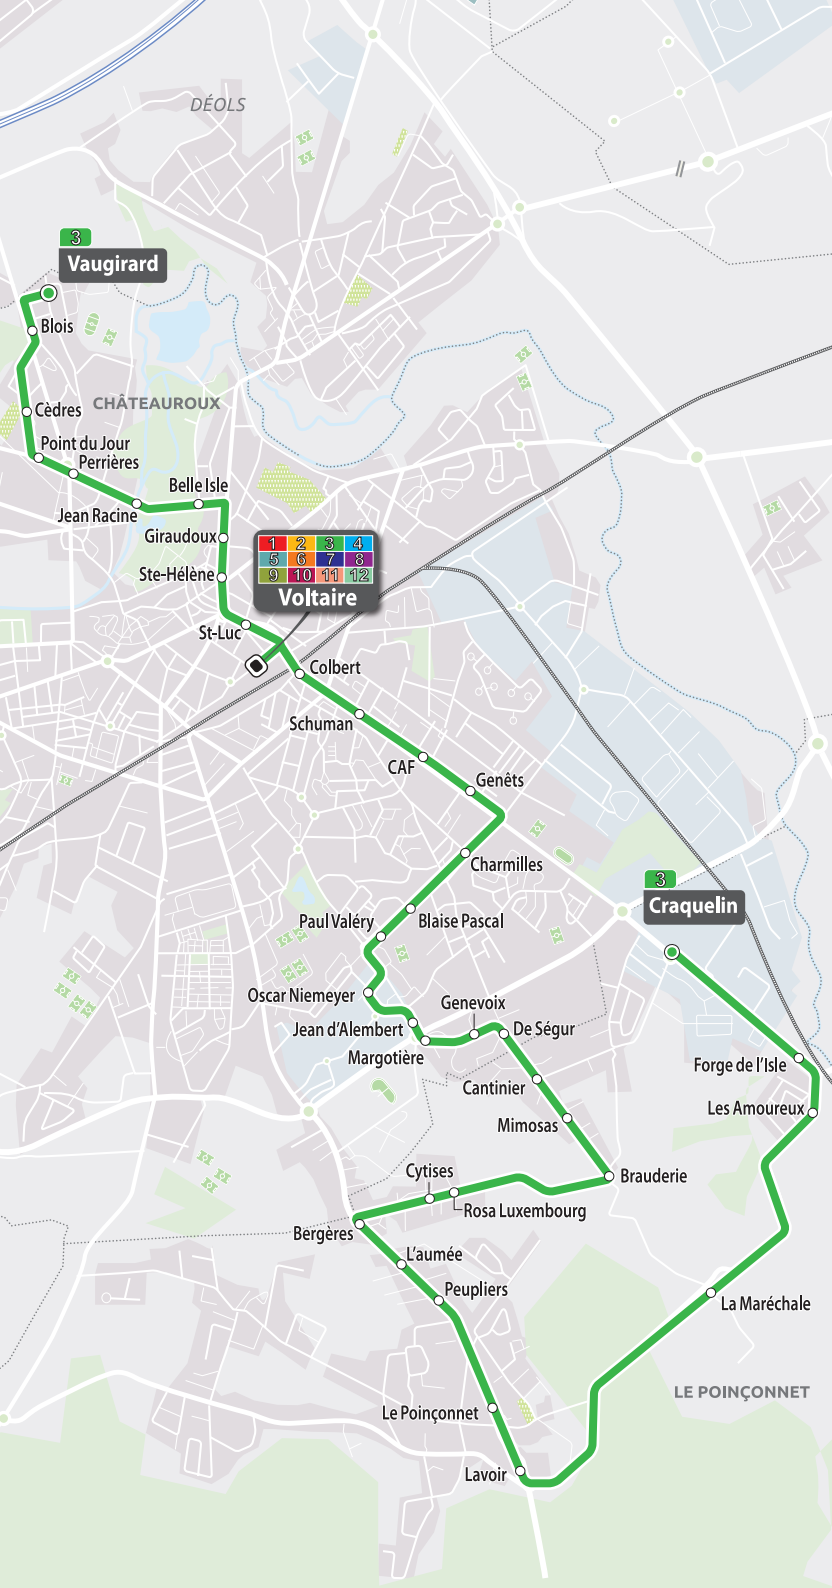 DÉOLS
3
Vaugirard
Blois
Cèdres
CHÂTEAUROUX
Point du Jour
Perrières
Jean Racine
Belle Isle
Giraudoux
Ste-Hélène
1 2 3 4
5 6 7 8
9 10 11 12
Voltaire
St-Luc
Colbert
Schuman
CAF
Genêts
Charmilles
Blaise Pascal
Paul Valéry
3
Craquelin
Oscar Niemeyer
Jean d'Alembert
Margotière
Genevoix
De Ségur
Cantinier
Mimosas
Forge de l'Isle
Les Amoureux
Brauderie
Cytises
Rosa Luxembourg
Bergères
L'aumée
Peupliers
La Maréchale
LE POINÇONNET
Le Poinçonnet
Lavoir